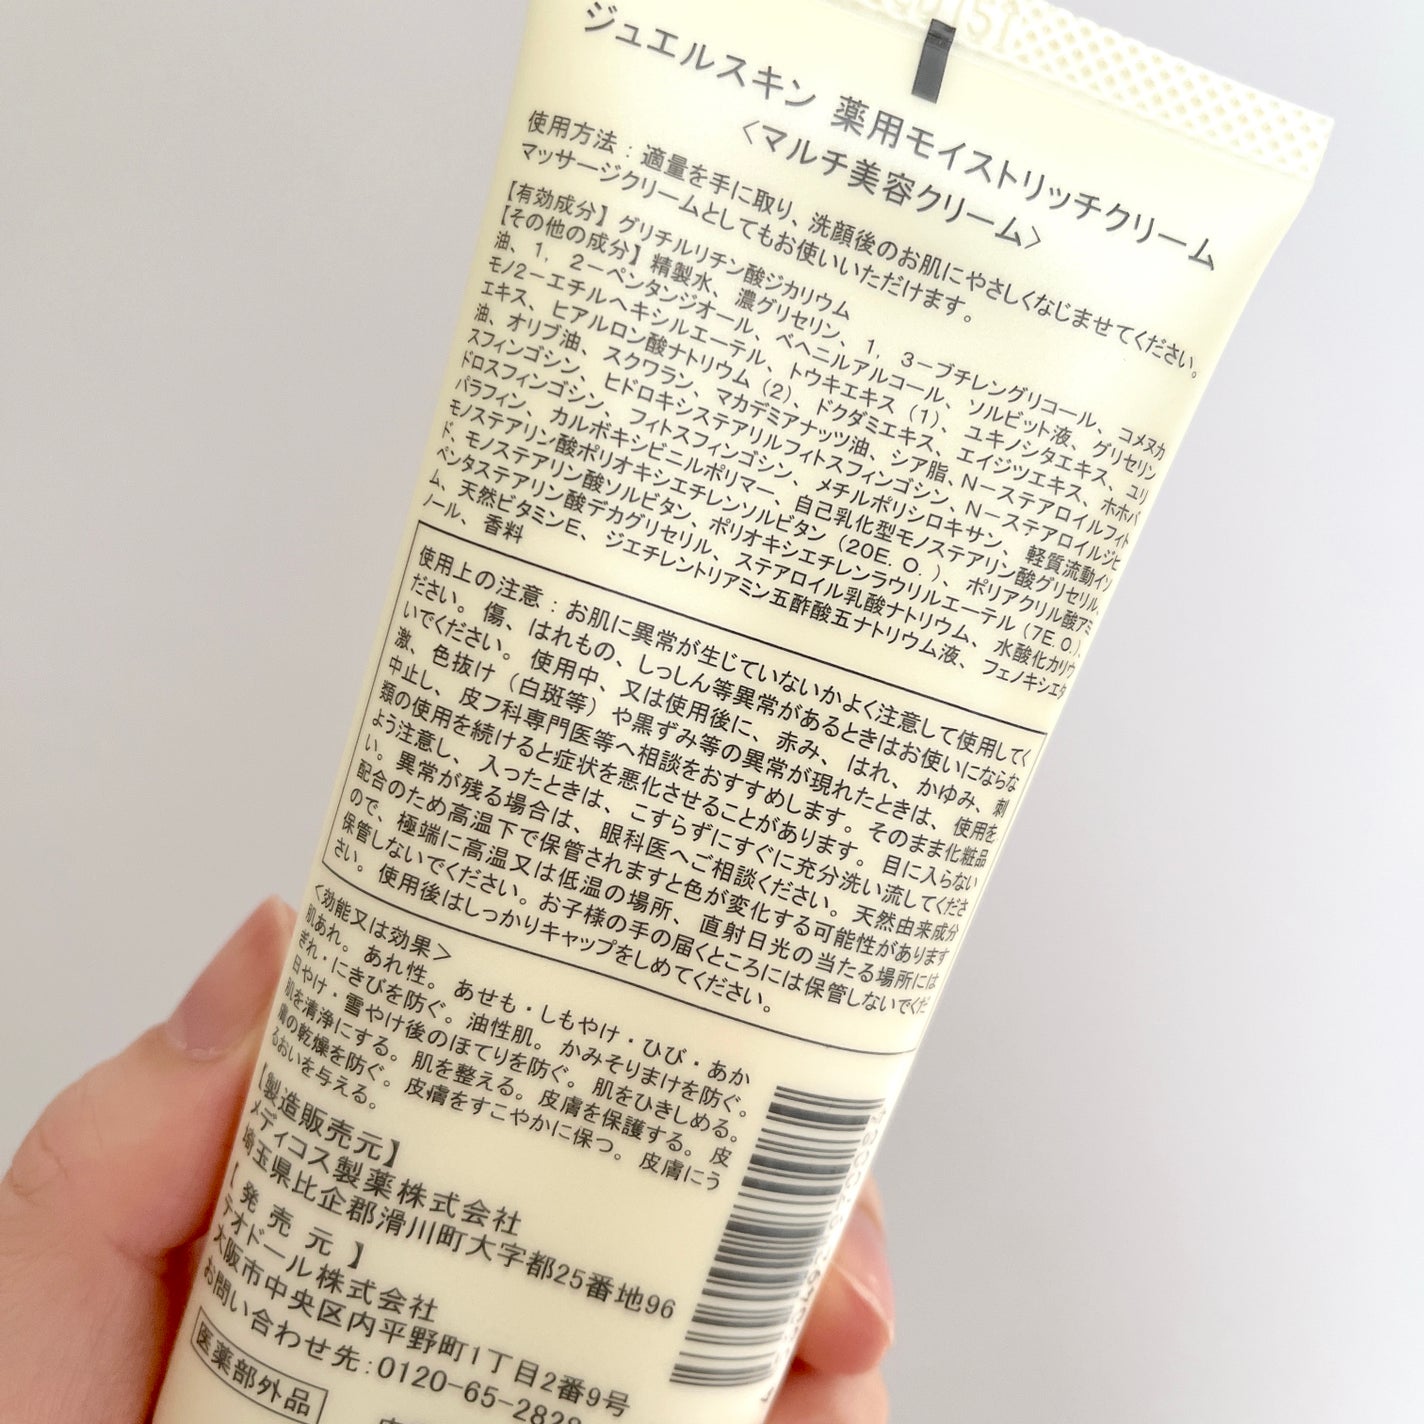 ジュエルスキン 薬用モイストリッチクリーム
＜マルチ美容クリーム＞
使用方法：適量を手に取り、洗顔後のお肌にやさしくなじませてください。
マッサージクリームとしてもお使いいただけます。
【有効成分】グリチルリチン酸ジカリウム
【その他の成分】精製水、濃グリセリン、1，3－ブチレングリコール、コメヌカ
油、1，2－ペンタンジオール、ベヘニルアルコール、ソルビット液、グリセリン
モノ2－エチルヘキシルエーテル、トウキエキス（1）、ユキノシタエキス、ユリ
エキス、ヒアルロン酸ナトリウム（2）、ドクダミエキス、エイジツエキス、ホホバ
油、オリブ油、スクワラン、マカデミアナッツ油、シア脂、N－ステアロイルフィト
スフィンゴシン、ヒドロキシステアリルフィトスフィンゴシン、N－ステアロイルジヒ
ドロスフィンゴシン、フィトスフィンゴシン、メチルポリシロキサン、軽質流動イソ
パラフィン、カルボキシビニルポリマー、自己乳化型モノステアリン酸グリセリル、
モノステアリン酸ポリオキシエチレンソルビタン（20E. O. ）、ポリアクリル酸アミ
ド、モノステアリン酸ソルビタン、ポリオキシエチレンラウリルエーテル（7E. O.）、
ペンタステアリン酸デカグリセリル、ステアロイル乳酸ナトリウム、水酸化カリウ
ム、天然ビタミンE、ジエチレントリアミン五酢酸五ナトリウム液、フェノキシエタ
ノール、香料
使用上の注意：お肌に異常が生じていないかよく注意して使用してく
ださい。傷、はれもの、しっしん等異常があるときはお使いにならな
いでください。使用中、又は使用後に、赤み、はれ、かゆみ、刺
激、色抜け（白斑等）や黒ずみ等の異常が現れたときは、使用を
中止し、皮フ科専門医等へ相談をおすすめします。そのまま化粧品
類の使用を続けると症状を悪化させることがあります。目に入らない
よう注意し、入ったときは、こすらずにすぐに充分洗い流してくださ
い。異常が残る場合は、眼科医へご相談ください。天然由来成分
配合のため高温下で保管されますと色が変化する可能性があります
ので、極端に高温又は低温の場所、直射日光の当たる場所には
保管しないでください。お子様の手の届くところには保管しないでくだ
さい。使用後はしっかりキャップをしめてください。
＜効能又は効果＞
肌あれ。あれ性。あせも・しもやけ・ひび・あか
ぎれ・にきびを防ぐ。油性肌。かみそりまけを防ぐ。
日やけ・雪やけ後のほてりを防ぐ。肌をひきしめる。
肌を清浄にする。肌を整える。皮膚を保護する。皮
膚の乾燥を防ぐ。皮膚をすこやかに保つ。皮膚にう
るおいを与える。
【製造販売元】
メディコス製薬株式会社
埼玉県比企郡滑川町大字都25番地96
【発売元】
テオドール株式会社
大阪市中央区内平野町1丁目2番9号
お問い合わせ先：0120-65-2828
医薬部外品